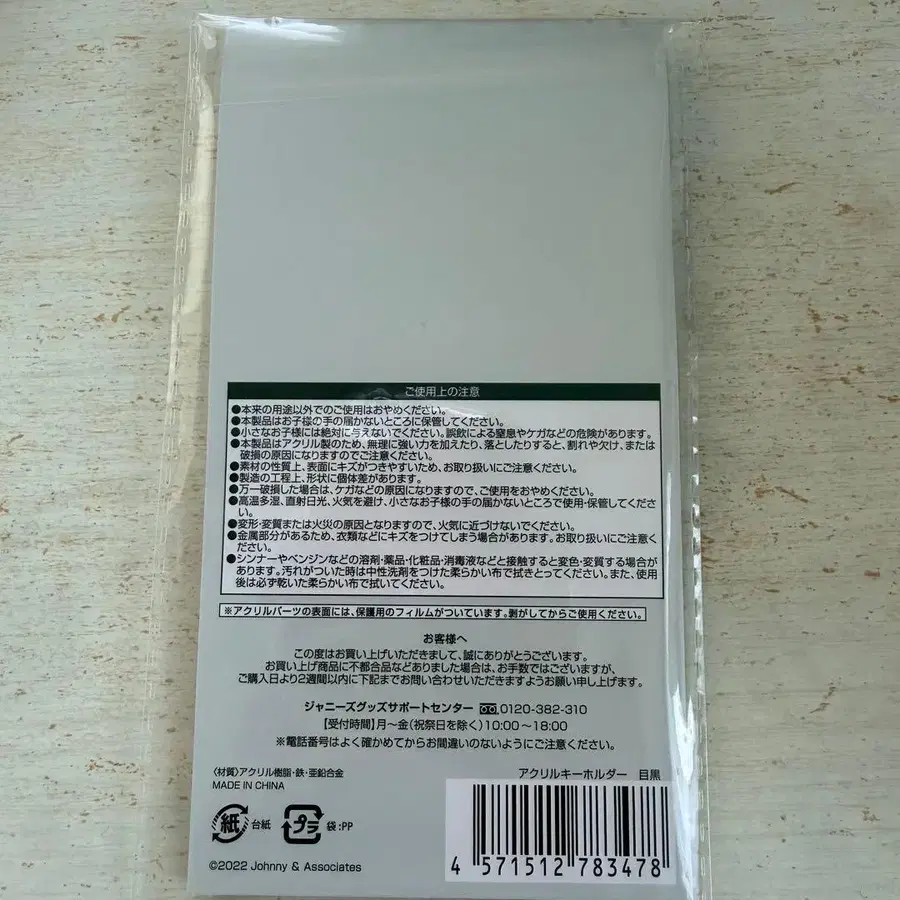 ご使用上の注意
●本来の用途以外でのご使用はおやめください。
●本製品はお子様の手の届かないところに保管してください。
●小さなお子様には絶対に与えないでください。誤飲による窒息やケガなどの危険があります。
●本製品はアクリル製のため、無理に強い力を加えたり、落としたりすると、割れや欠け、または
破損の原因になりますのでご注意ください。
●素材の性質上、表面にキズがつきやすいため、お取り扱いにご注意ください。
●製造の工程上、形状に個体差があります。
●万一破損した場合は、ケガなどの原因になりますので、ご使用をおやめください。
●高温多湿、直射日光、火気を避け、小さなお子様の手の届かないところで使用・保管してくださ
い。
●変形・変質または火災の原因となりますので、火気に近づけないでください。
●金属部分があるため、衣類などにキズをつけてしまう場合があります。お取り扱いにご注意く
ださい。
●シンナーやベンジンなどの溶剤・薬品・化粧品・消毒液などと接触すると変色・変質する場合が
あります。汚れがついた時は中性洗剤をつけた柔らかい布で拭きとってください。また、使用
後は必ず乾いた柔らかい布で拭いてください。
※アクリルパーツの表面には、保護用のフィルムがついています。剥がしてからご使用ください。
お客様へ
この度はお買い上げいただきまして、誠にありがとうございます。
お買い上げ商品に不都合品などありました場合は、お手数ではございますが、
ご購入日より2週間以内に下記までお問い合わせいただきますようお願い申し上げます。
ジャニーズグッズサポートセンター 0120-382-310
【受付時間】月～金(祝祭日を除く)10:00～18:00
※電話番号はよく確かめてからお間違いのないようにご注意ください。
〈材質〉アクリル樹脂・鉄・亜鉛合金
MADE IN CHINA
アクリルキーホルダー 目黒
紙 台紙 プラ 袋:PP
4 571512 783478
©2022 Johnny & Associates